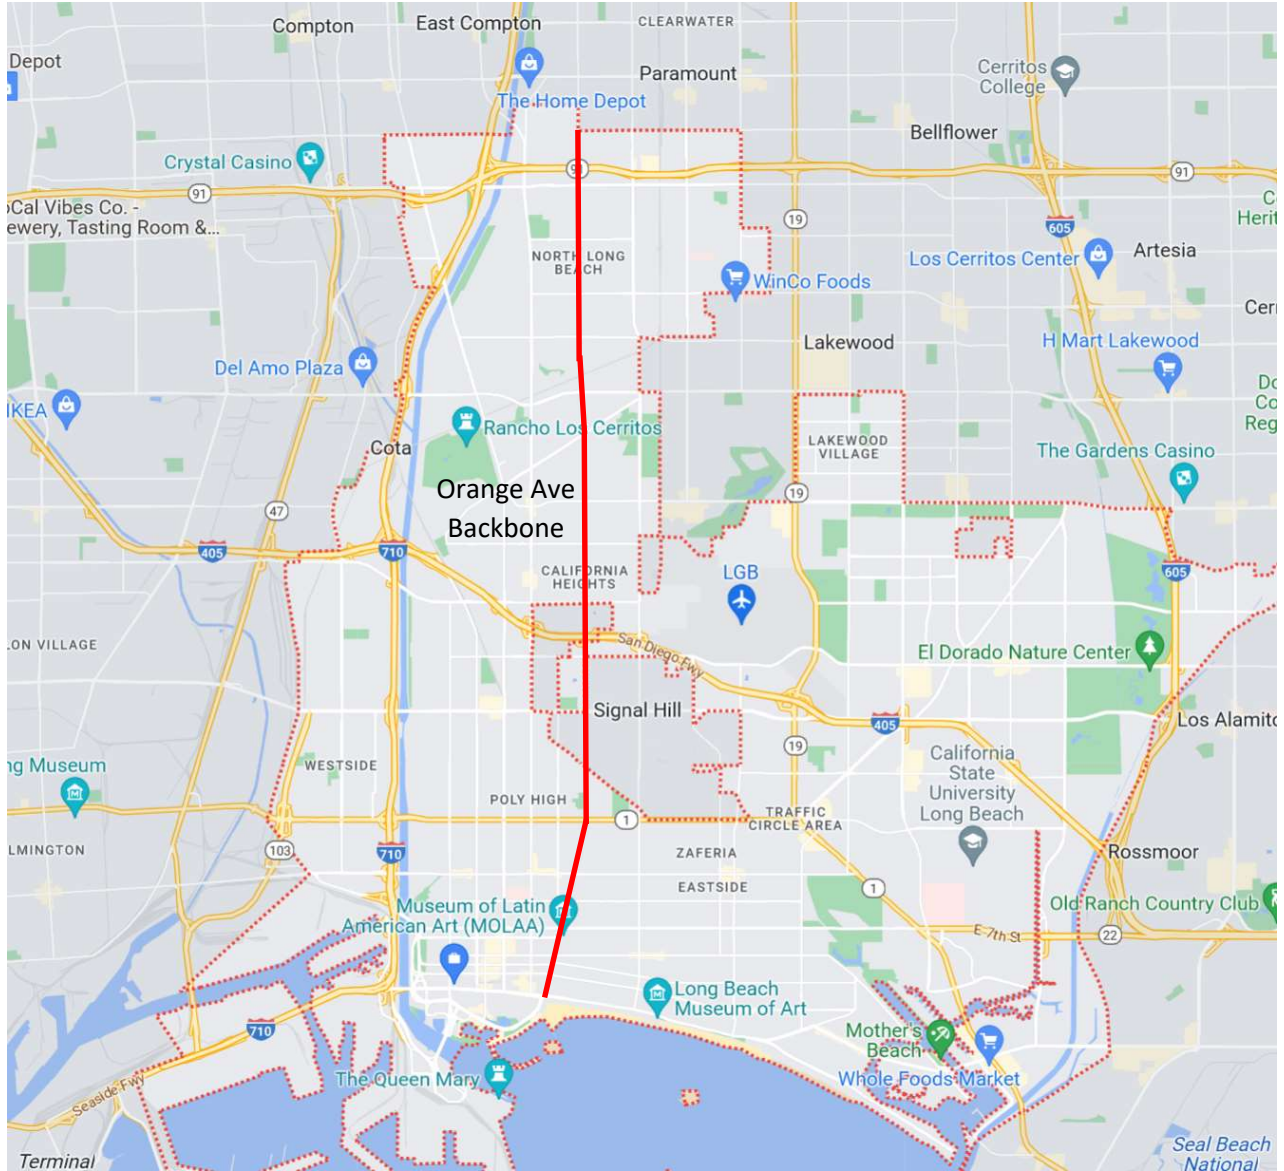 Compton
East Compton
CLEARWATER
Depot
The Home Depot
Paramount
Cerritos
College
Bellflower
Crystal Casino
91
91
91
oCal Vibes Co. -
ewery, Tasting Room &...
19
605
NORTH LONG
BEACH
WinCo Foods
Los Cerritos Center
Artesia
Lakewood
H Mart Lakewood
Del Amo Plaza
IKEA
Rancho Los Cerritos
Cota
LAKEWOOD
VILLAGE
The Gardens Casino
Orange Ave
Backbone
19
47
405
710
CALIFORNIA
HEIGHTS
LGB
605
San Diego Fwy
El Dorado Nature Center
LON VILLAGE
Signal Hill
405
Los Alamito
19
ng Museum
WESTSIDE
California
State
University
Long Beach
POLY HIGH
1
TRAFFIC
CIRCLE AREA
LMINGTON
103
710
ZAFERIA
Rossmoor
EASTSIDE
1
Museum of Latin
American Art (MOLAA)
Old Ranch Country Club
E 7th St
22
Long Beach
Museum of Art
710
Mother's
Beach
Whole Foods Market
The Queen Mary
Seaside Fwy
Terminal
Seal Beach
National